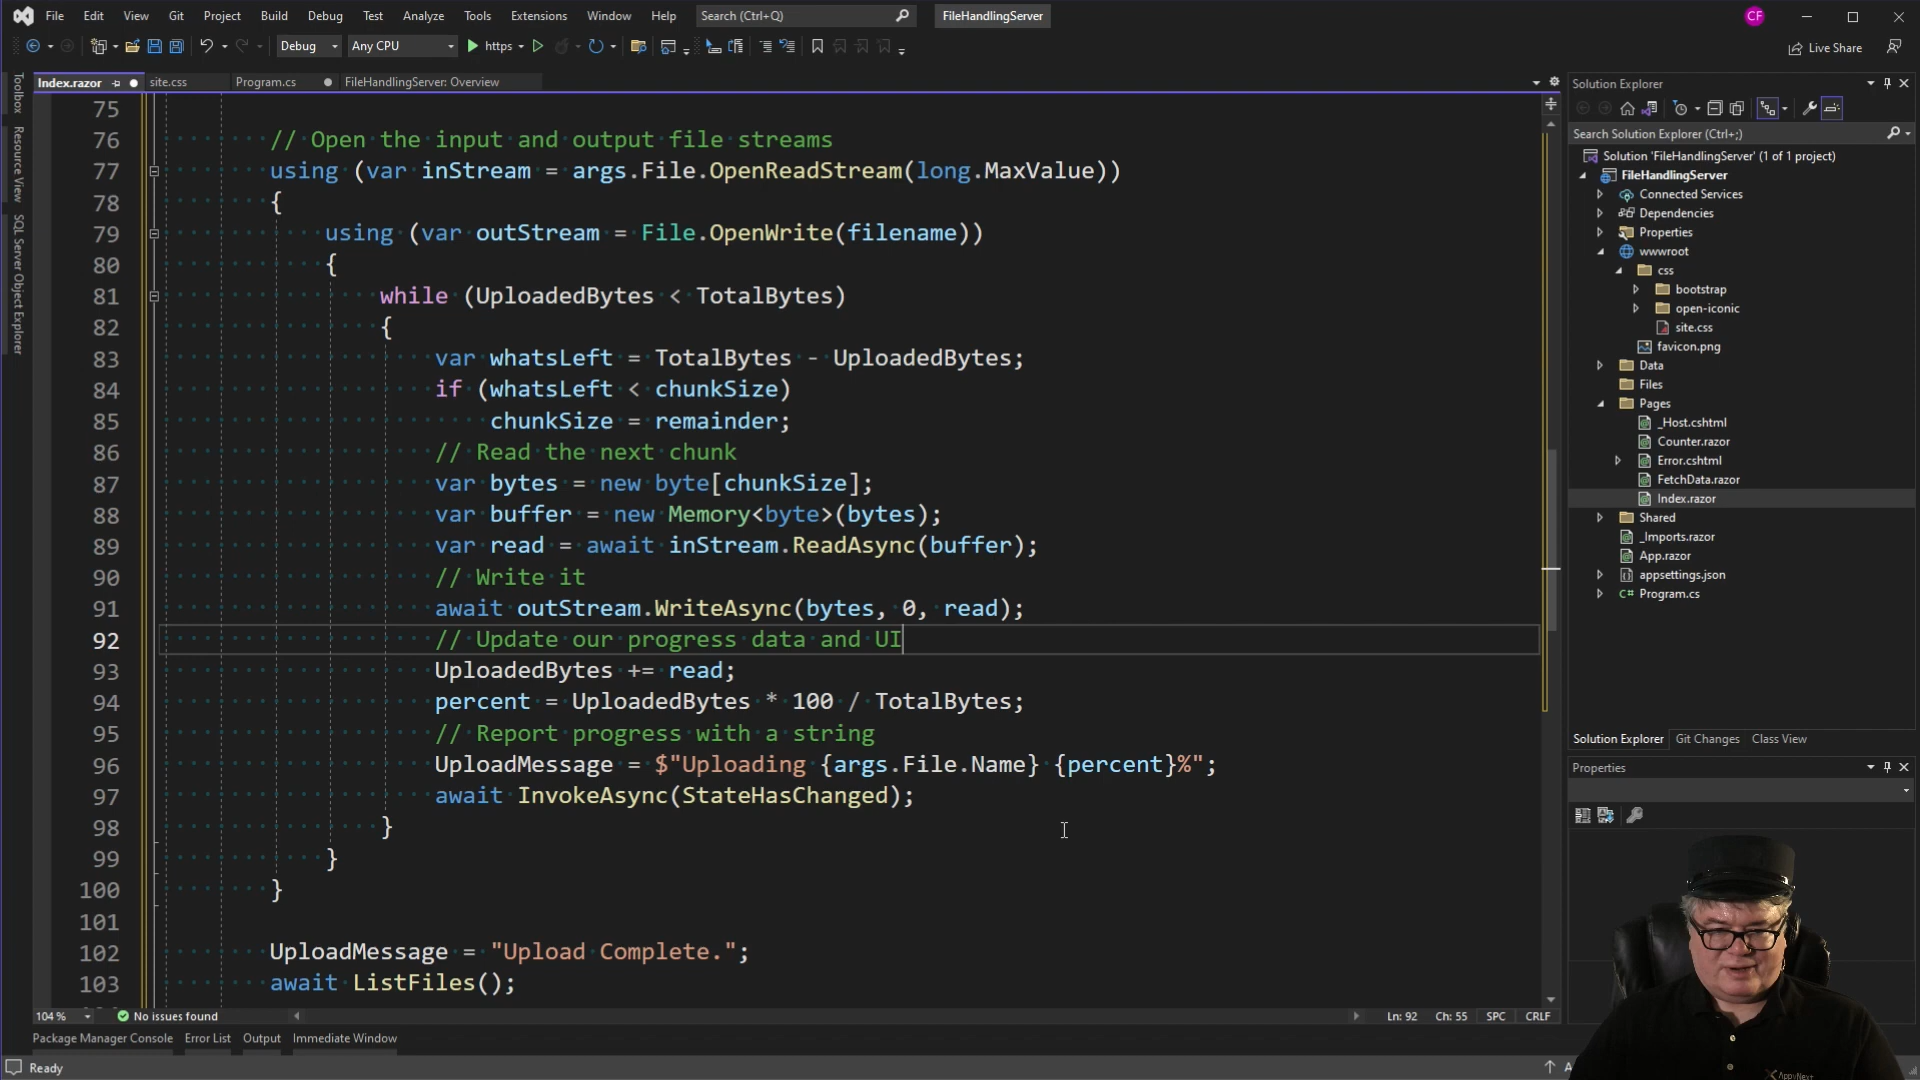 File Edit View Git Project Build Debug Test Analyze Tools Extensions Window Help Search (Ctrl+Q) FileHandlingServer CF
Debug Any CPU https Live Share
Toolbox
Resource View
SQL Server Object Explorer
Index.razor site.css Program.cs FileHandlingServer: Overview
75
76 // Open the input and output file streams
77 using (var inStream = args.File.OpenReadStream(long.MaxValue))
78 {
79 using (var outStream = File.OpenWrite(filename))
80 {
81 while (UploadedBytes < TotalBytes)
82 {
83 var whatsLeft = TotalBytes - UploadedBytes;
84 if (whatsLeft < chunkSize)
85 chunkSize = remainder;
86 // Read the next chunk
87 var bytes = new byte[chunkSize];
88 var buffer = new Memory<byte>(bytes);
89 var read = await inStream.ReadAsync(buffer);
90 // Write it
91 await outStream.WriteAsync(bytes, 0, read);
92 // Update our progress data and UI
93 UploadedBytes += read;
94 percent = UploadedBytes * 100 / TotalBytes;
95 // Report progress with a string
96 UploadMessage = $"Uploading {args.File.Name} {percent}%";
97 await InvokeAsync(StateHasChanged);
98 }
99 }
100 }
101
102 UploadMessage = "Upload Complete.";
103 await ListFiles();
104 % No issues found Ln: 92 Ch: 55 SPC CRLF
Package Manager Console Error List Output Immediate Window
Ready
Solution Explorer
Search Solution Explorer (Ctrl+;)
Solution 'FileHandlingServer' (1 of 1 project)
FileHandlingServer
Connected Services
Dependencies
Properties
wwwroot
css
bootstrap
open-iconic
site.css
favicon.png
Data
Files
Pages
_Host.cshtml
Counter.razor
Error.cshtml
FetchData.razor
Index.razor
Shared
_Imports.razor
App.razor
appsettings.json
C# Program.cs
Solution Explorer Git Changes Class View
Properties
AppvNext